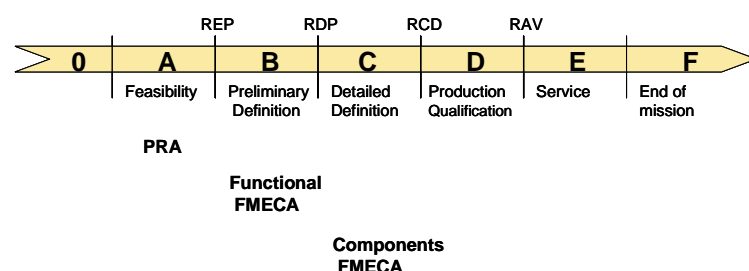 REP RDP RCD RAV
0 A B C D E F
Feasibility Preliminary Detailed Production Service End of
Definition Definition Qualification mission
PRA
Functional
FMECA
Components
FMECA